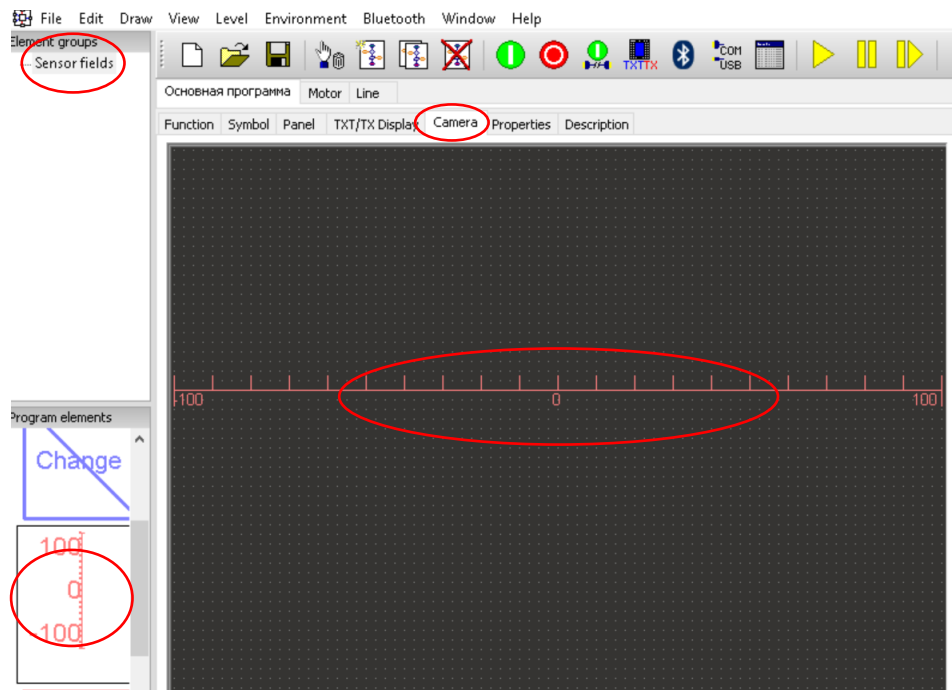 File Edit Draw View Level Environment Bluetooth Window Help
Element groups
Sensor fields
TXT TX
COM
USB
Основная программа Motor Line
Function Symbol Panel TXT/TX Display Camera Properties Description
-100 0 100
Program elements
Change
100
0
-100